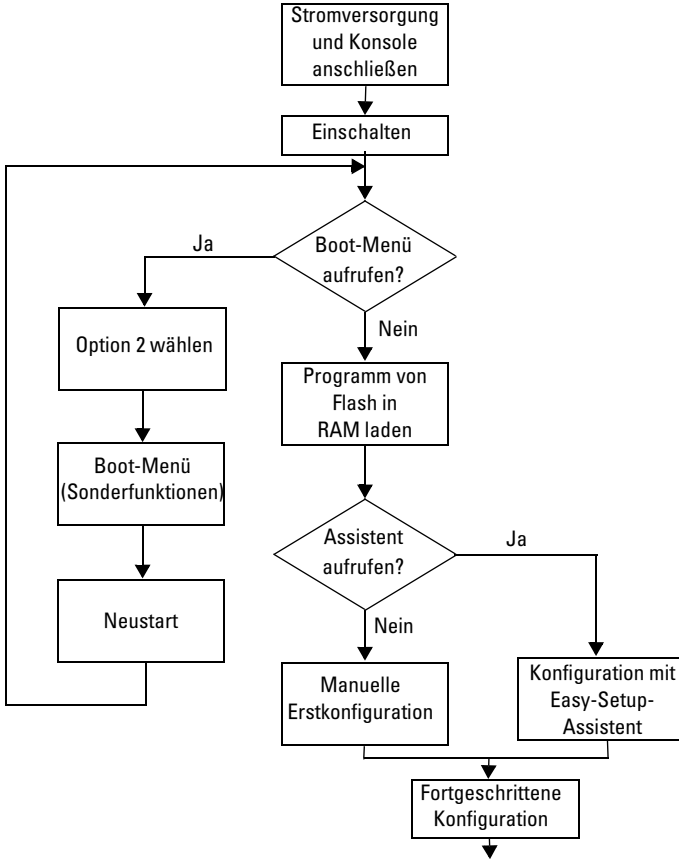 Stromversorgung
und Konsole
anschließen
Einschalten
Boot-Menü
aufrufen?
Ja
Nein
Option 2 wählen
Programm von
Flash in
RAM laden
Boot-Menü
(Sonderfunktionen)
Assistent
aufrufen?
Ja
Nein
Neustart
Manuelle
Erstkonfiguration
Konfiguration mit
Easy-Setup-
Assistent
Fortgeschrittene
Konfiguration